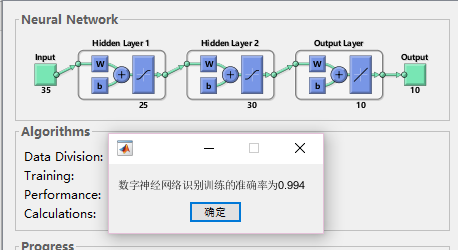 Neural Network
Hidden Layer 1 Hidden Layer 2 Output Layer
Input Output
W W W
b b b
+ + +
35 25 30 10 10
Algorithms
Data Division:
Training:
Performance:
Calculations:
数字神经网络识别训练的准确率为0.994
确定
Progress